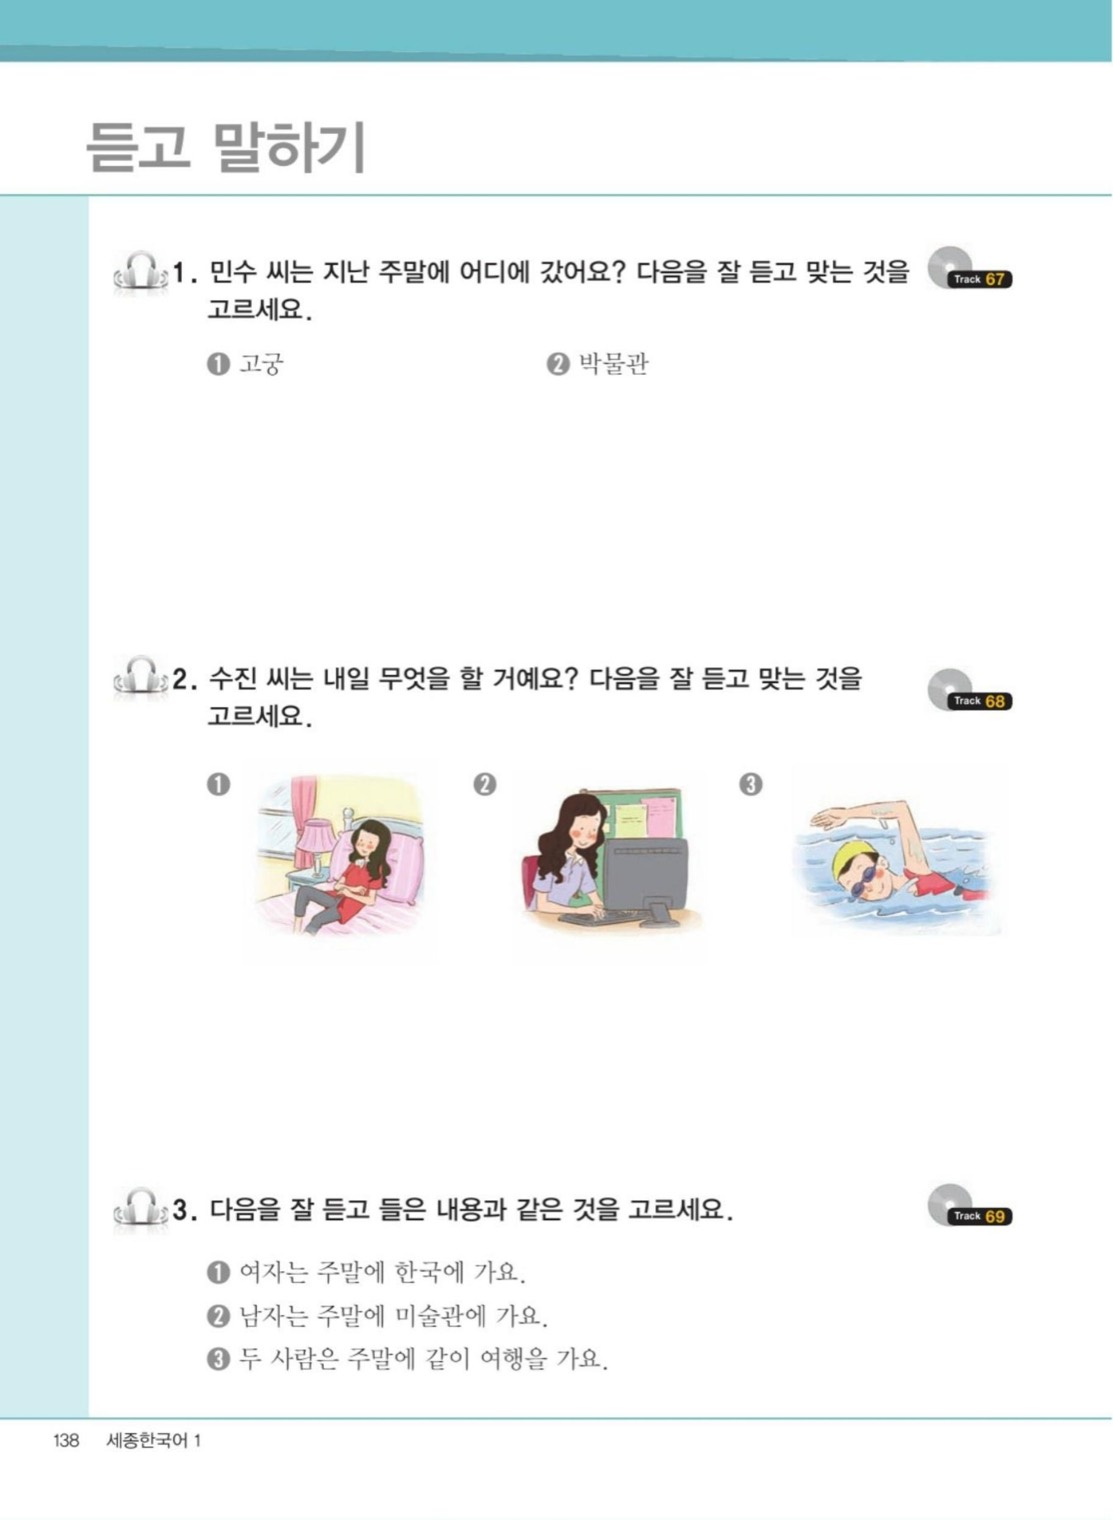 듣고 말하기
1. 민수 씨는 지난 주말에 어디에 갔어요? 다음을 잘 듣고 맞는 것을
Track 67
고르세요.
❶ 고궁 ❷ 박물관
2. 수진 씨는 내일 무엇을 할 거예요? 다음을 잘 듣고 맞는 것을
Track 68
고르세요.
❶ ❷ ❸
3. 다음을 잘 듣고 들은 내용과 같은 것을 고르세요.
Track 69
❶ 여자는 주말에 한국에 가요.
❷ 남자는 주말에 미술관에 가요.
❸ 두 사람은 주말에 같이 여행을 가요.
138 세종한국어 1